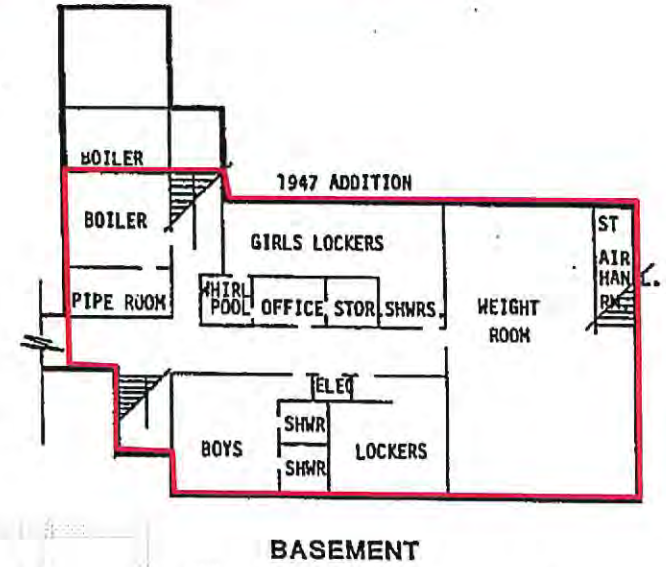 BOILER
1947 ADDITION
BOILER
GIRLS LOCKERS
ST
AIR
HAN
RM.
PIPE ROOM
WHIRL
POOL
OFFICE
STOR
SHWRS
WEIGHT
ROOM
ELEC
BOYS
SHWR
SHWR
LOCKERS
BASEMENT